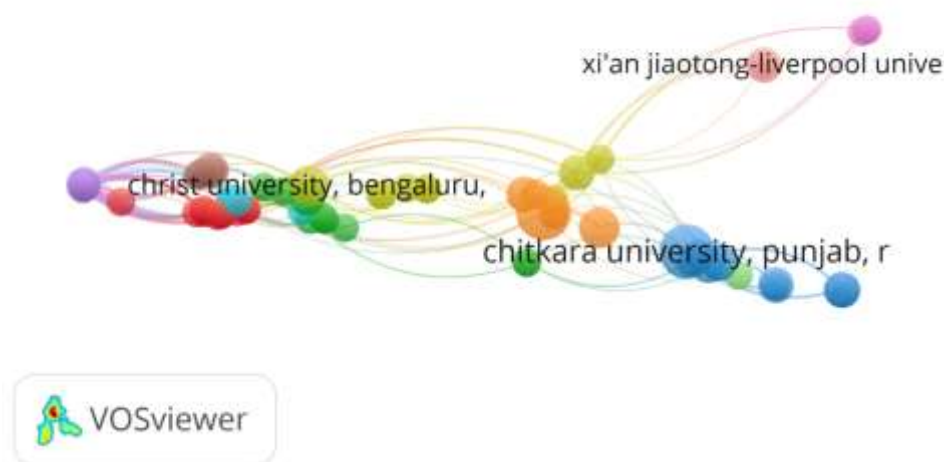 xi'an jiaotong-liverpool unive
christ university, bengaluru,
chitkara university, punjab, r
VOSviewer